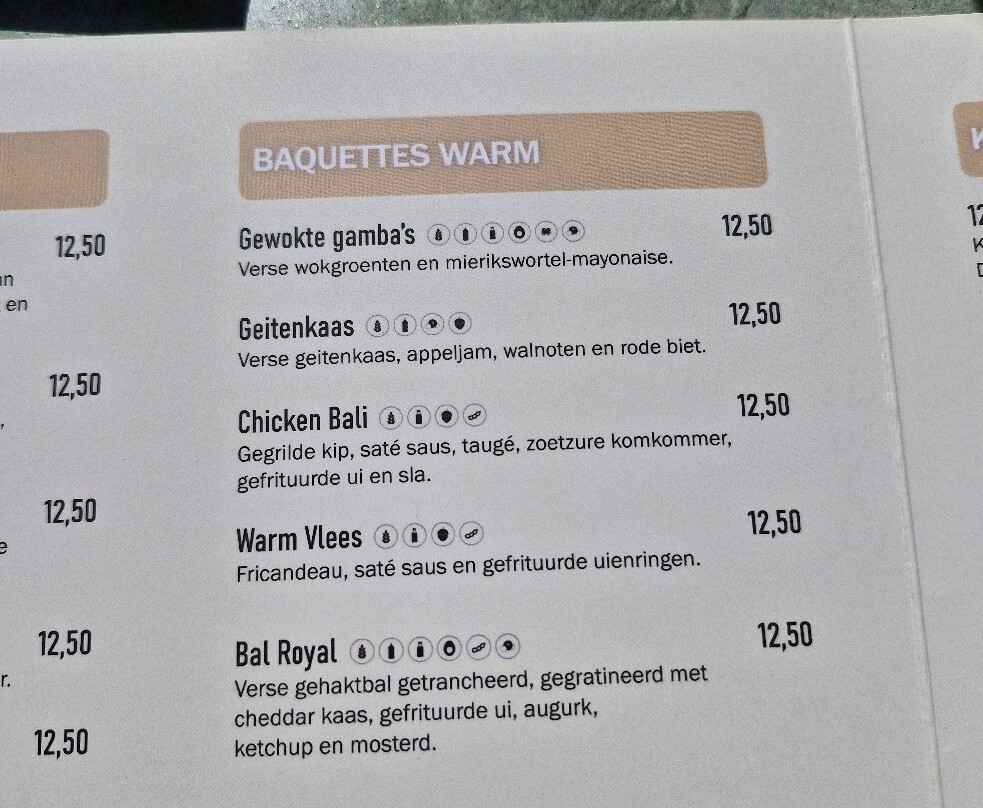 BAQUETTES WARM
Gewokte gamba's 12,50
Verse wokgroenten en mierikswortel-mayonaise.
Geitenkaas 12,50
Verse geitenkaas, appeljam, walnoten en rode biet.
Chicken Bali 12,50
Gegrilde kip, saté saus, taugé, zoetzure komkommer,
gefrituurde ui en sla.
Warm Vlees 12,50
Fricandeau, saté saus en gefrituurde uienringen.
Bal Royal 12,50
Verse gehaktbal getrancheerd, gegratineerd met
cheddar kaas, gefrituurde ui, augurk,
ketchup en mosterd.
12,50
en
12,50
12,50
12,50
12,50